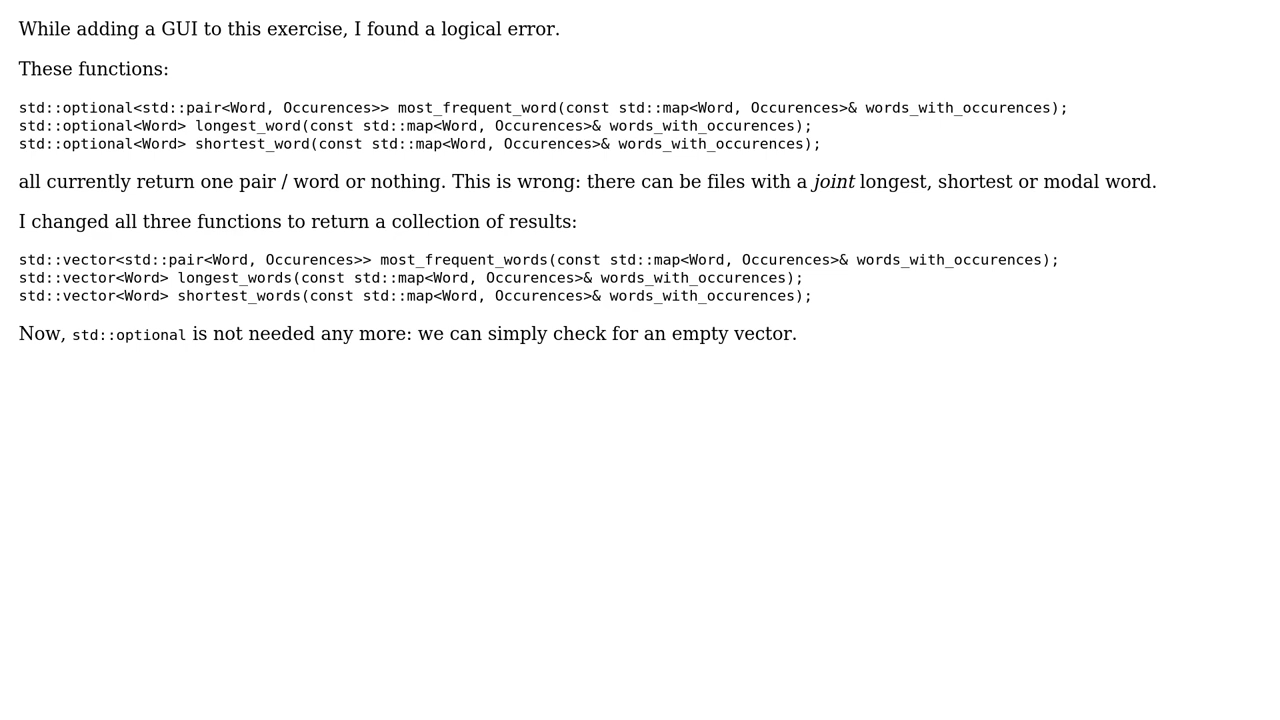 While adding a GUI to this exercise, I found a logical error.
These functions:
std::optional<std::pair<Word, Occurences>> most_frequent_word(const std::map<Word, Occurences>& words_with_occurences);
std::optional<Word> longest_word(const std::map<Word, Occurences>& words_with_occurences);
std::optional<Word> shortest_word(const std::map<Word, Occurences>& words_with_occurences);
all currently return one pair / word or nothing. This is wrong: there can be files with a joint longest, shortest or modal word.
I changed all three functions to return a collection of results:
std::vector<std::pair<Word, Occurences>> most_frequent_words(const std::map<Word, Occurences>& words_with_occurences);
std::vector<Word> longest_words(const std::map<Word, Occurences>& words_with_occurences);
std::vector<Word> shortest_words(const std::map<Word, Occurences>& words_with_occurences);
Now, std::optional is not needed any more: we can simply check for an empty vector.